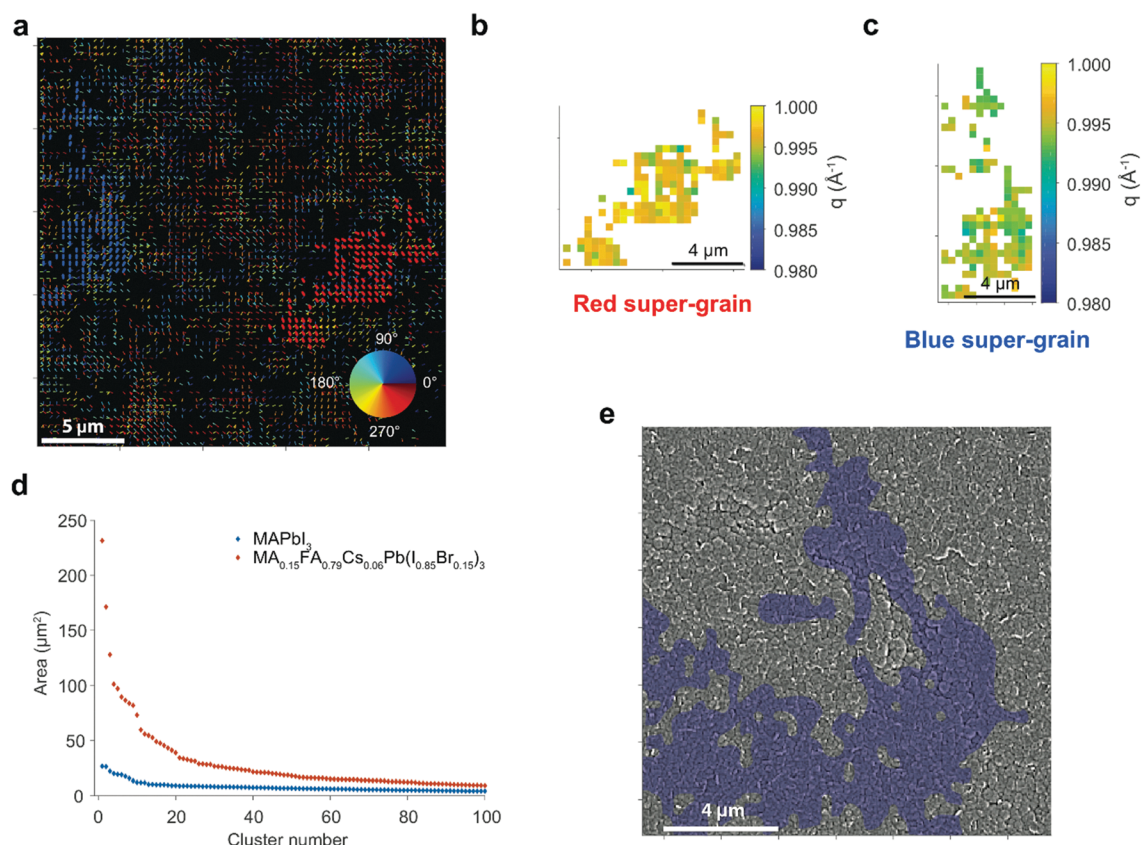 a
90°
180°
0°
270°
5 µm
b
1.000
0.995
0.990
0.985
0.980
q (Å⁻¹)
4 µm
Red super-grain
c
1.000
0.995
0.990
0.985
0.980
q (Å⁻¹)
4 µm
Blue super-grain
d
250
200
150
100
50
0
Area (µm²)
MAPbI₃
MA₀.₁₅FA₀.₇₉Cs₀.₀₆Pb(I₀.₈₅Br₀.₁₅)₃
0
20
40
60
80
100
Cluster number
e
4 µm